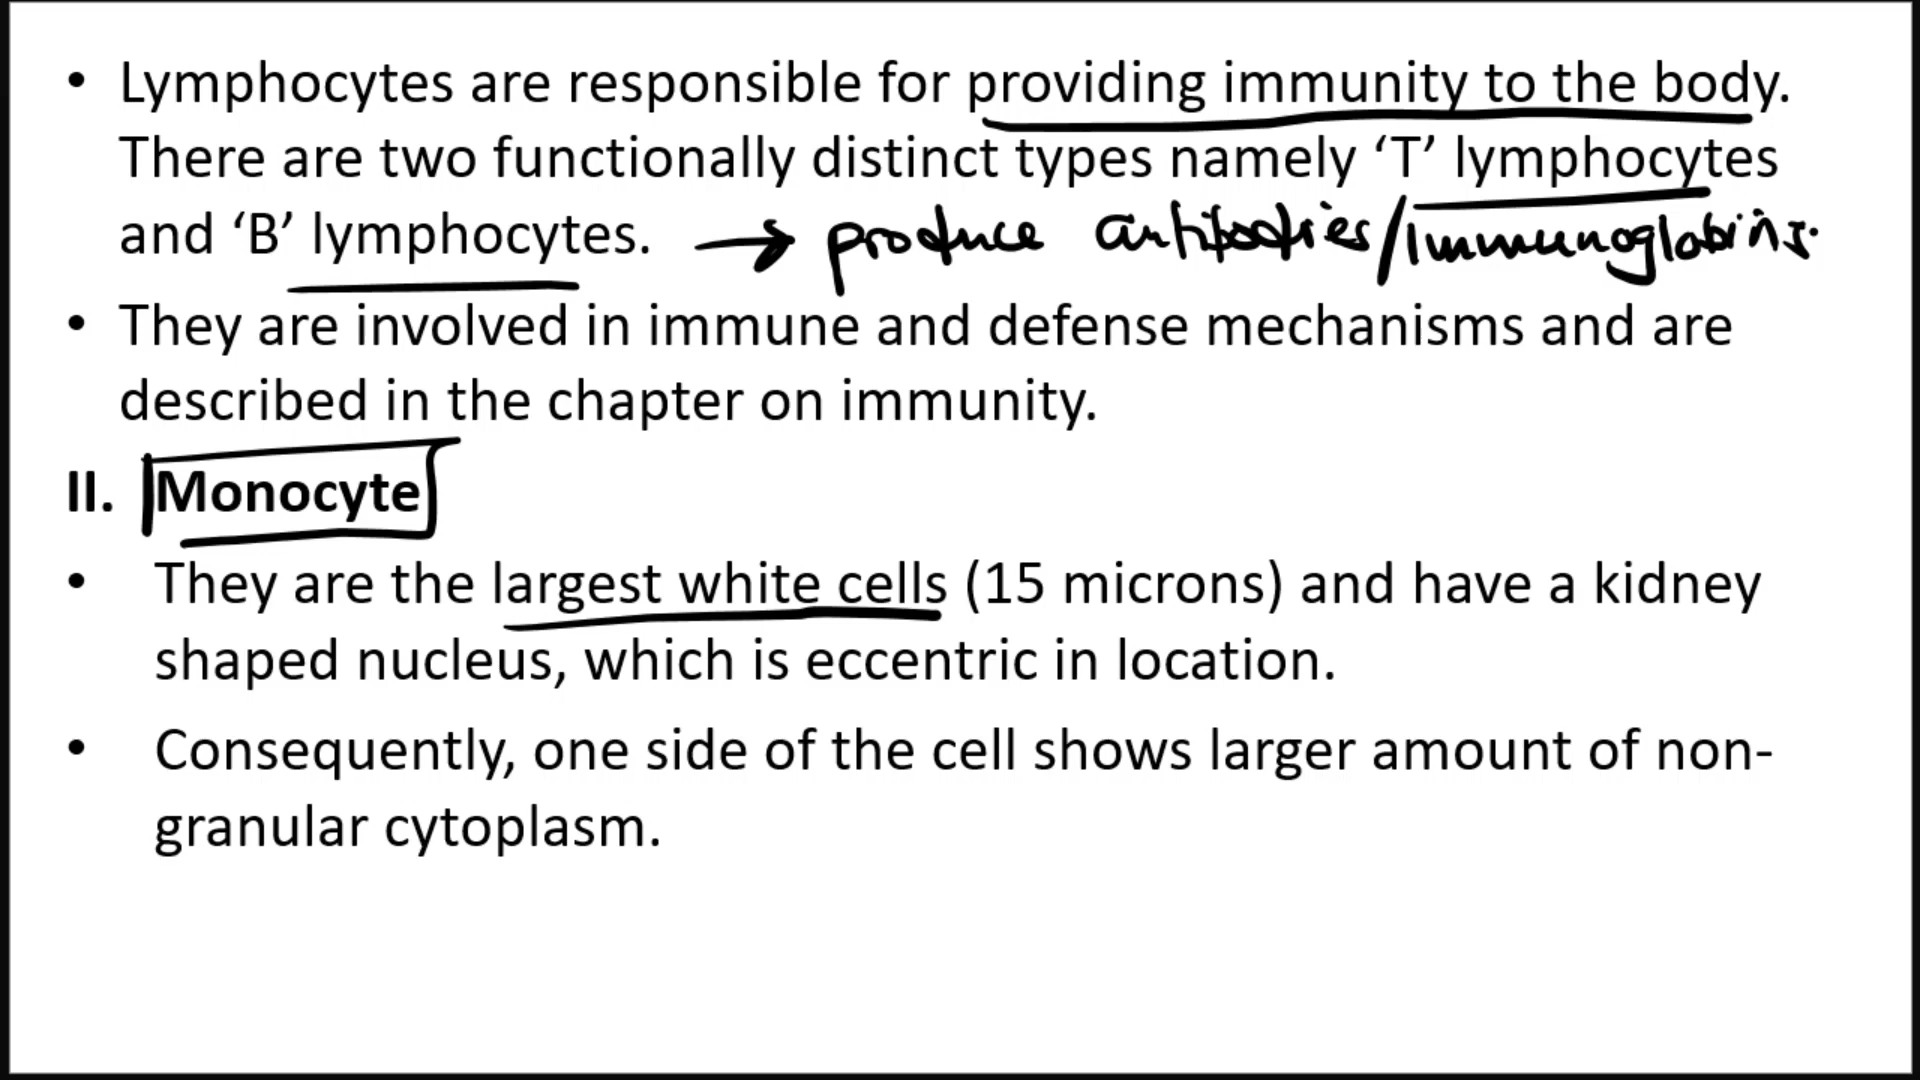 • Lymphocytes are responsible for providing immunity to the body.
There are two functionally distinct types namely ‘T’ lymphocytes
and ‘B’ lymphocytes. → produce antibodies/Immunoglobins.
• They are involved in immune and defense mechanisms and are
described in the chapter on immunity.
II. Monocyte
• They are the largest white cells (15 microns) and have a kidney
shaped nucleus, which is eccentric in location.
• Consequently, one side of the cell shows larger amount of non-
granular cytoplasm.